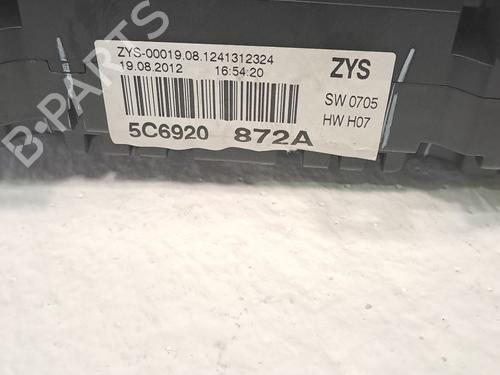 ZYS-00019.08.1241312324
19.08.2012 16:54:20
ZYS
SW 0705
HW H07
5C6920 872A
B-PARTS